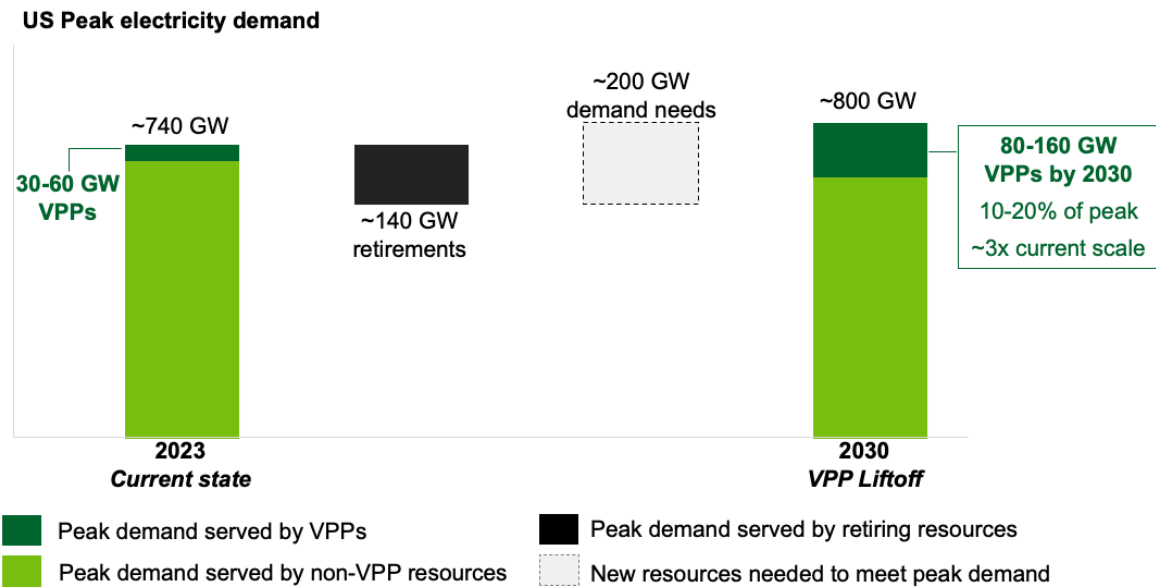 US Peak electricity demand
~740 GW
30-60 GW
VPPs
~140 GW
retirements
~200 GW
demand needs
~800 GW
80-160 GW
VPPs by 2030
10-20% of peak
~3x current scale
2023
Current state
2030
VPP Liftoff
Peak demand served by VPPs
Peak demand served by retiring resources
Peak demand served by non-VPP resources
New resources needed to meet peak demand